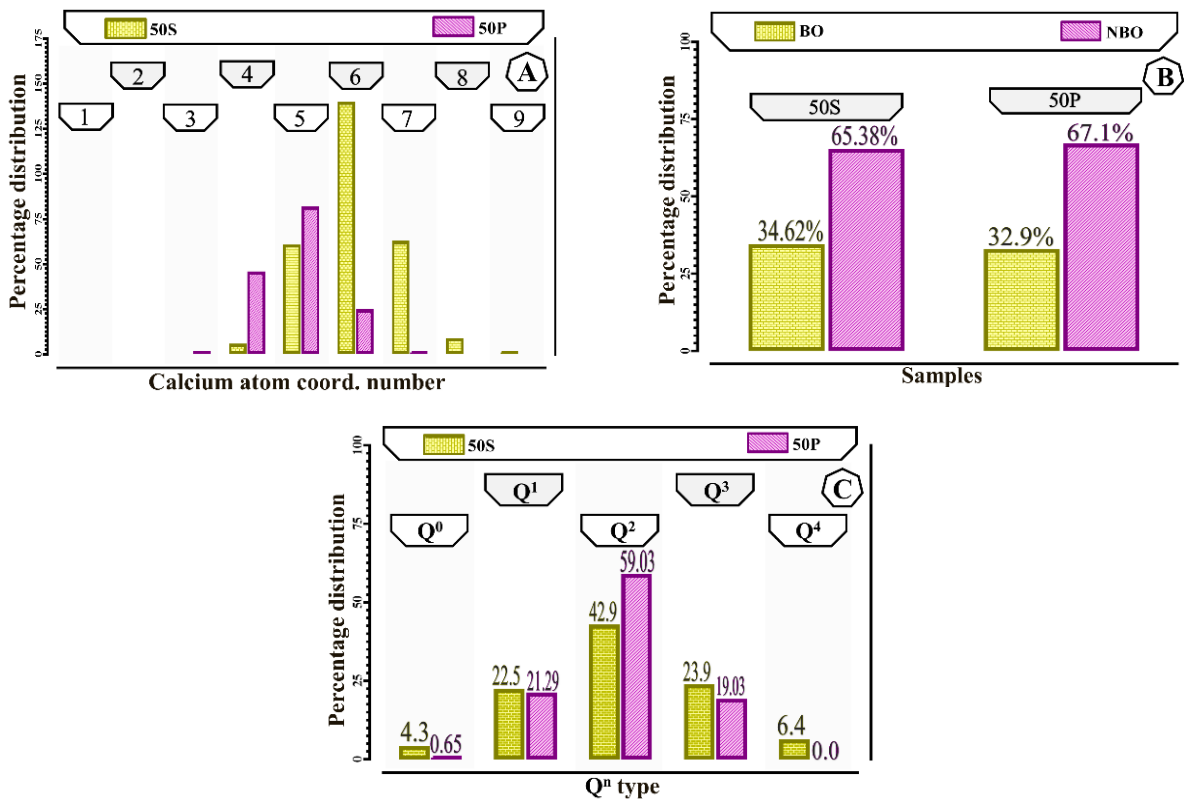 50S 50P
A
2 4 6 8
1 3 5 7 9
175
150
125
100
75
50
25
0
Percentage distribution
Calcium atom coord. number
BO NBO
B
50S 50P
100
75
50
25
0
Percentage distribution
34.62% 65.38% 32.9% 67.1%
Samples
50S 50P
C
Q¹ Q³
Q⁰ Q² Q⁴
100
75
50
25
0
Percentage distribution
4.3 0.65 22.5 21.29 42.9 59.03 23.9 19.03 6.4 0.0
Qⁿ type